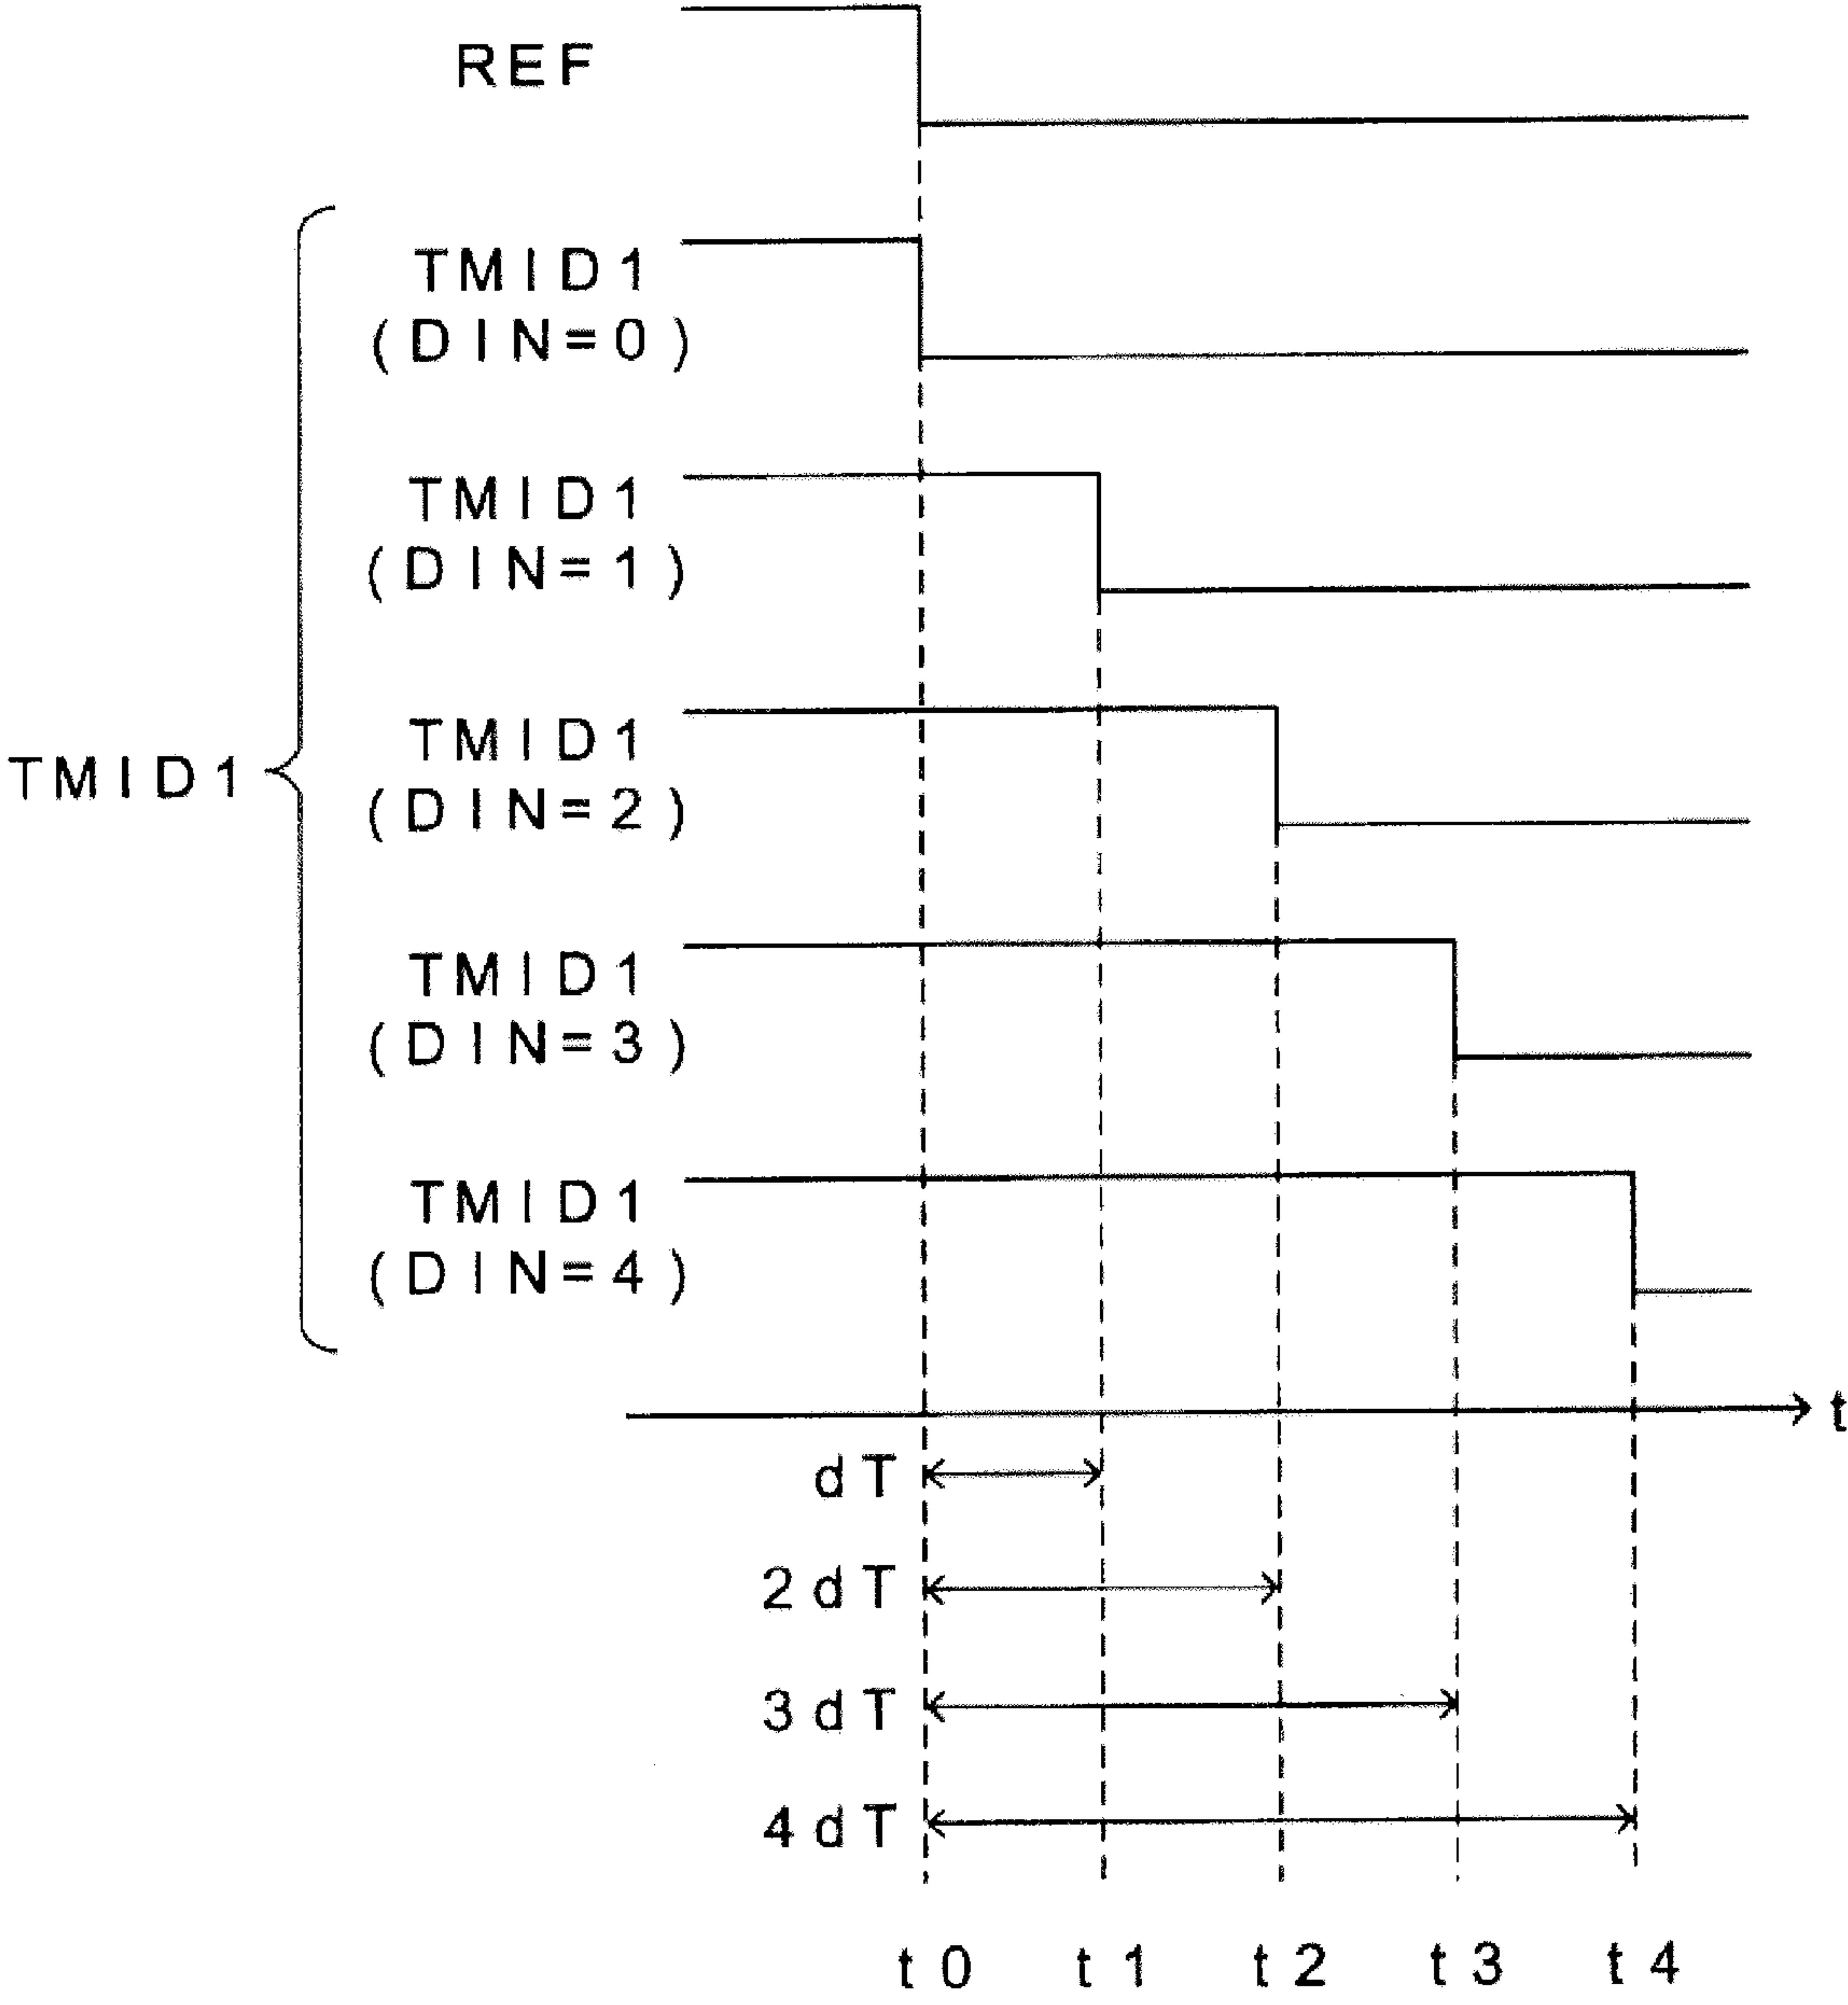 REF
TMID1
(DIN=0)
TMID1
(DIN=1)
TMID1
(DIN=2)
TMID1
TMID1
(DIN=3)
TMID1
(DIN=4)
t
dT
2dT
3dT
4dT
t0 t1 t2 t3 t4